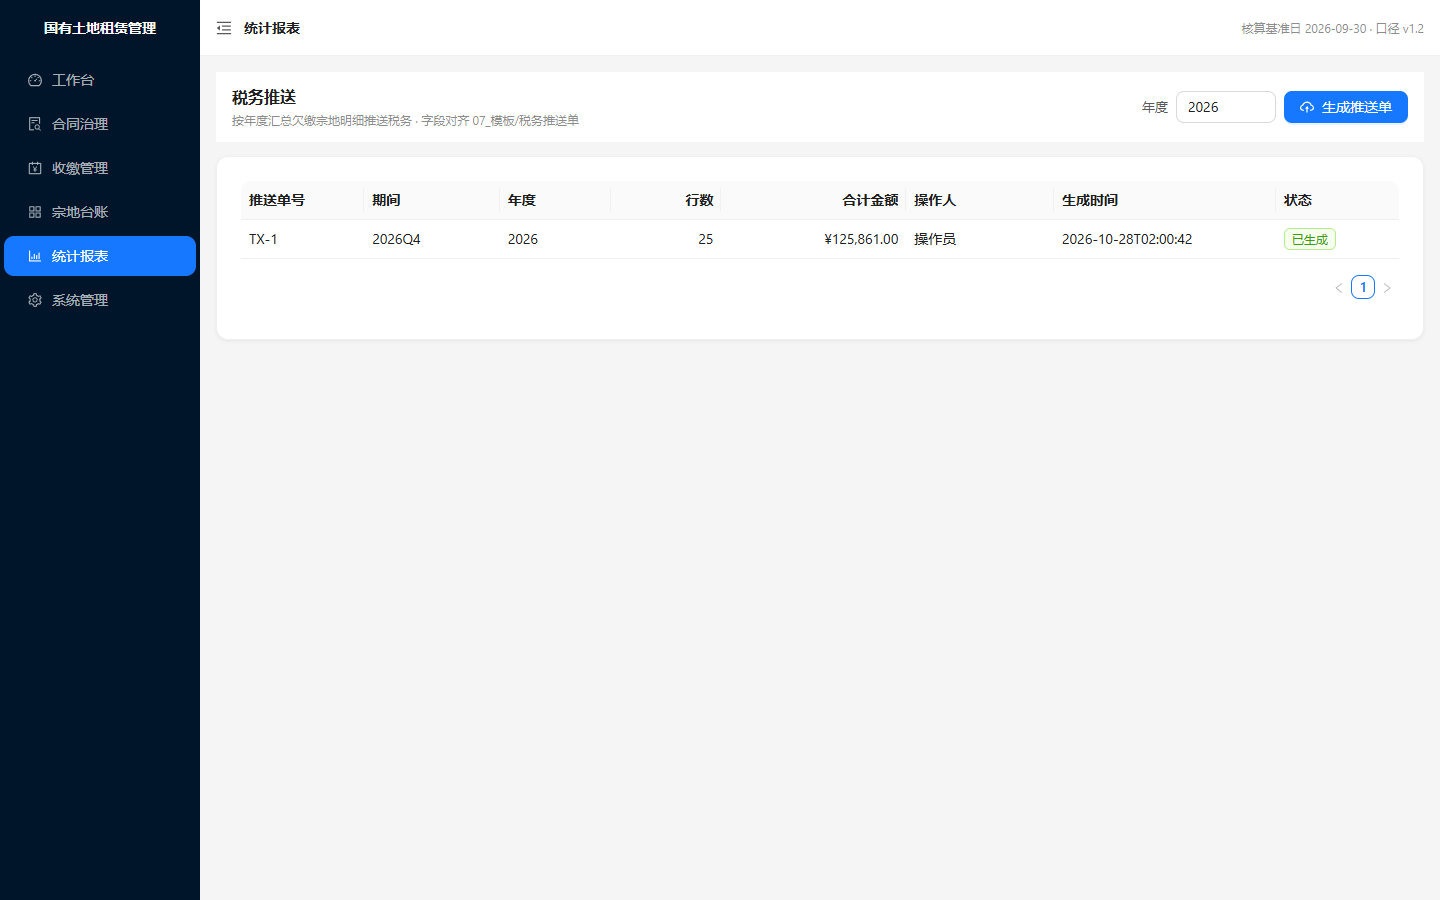 国有土地租赁管理
工作台
合同治理
收缴管理
宗地台账
统计报表
系统管理
统计报表
核算基准日 2026-09-30 · 口径 v1.2
税务推送
按年度汇总欠缴宗地明细推送税务 · 字段对齐 07_模板/税务推送单
年度 2026 生成推送单
推送单号 期间 年度 行数 合计金额 操作人 生成时间 状态
TX-1 2026Q4 2026 25 ¥125,861.00 操作员 2026-10-28T02:00:42 已生成
1